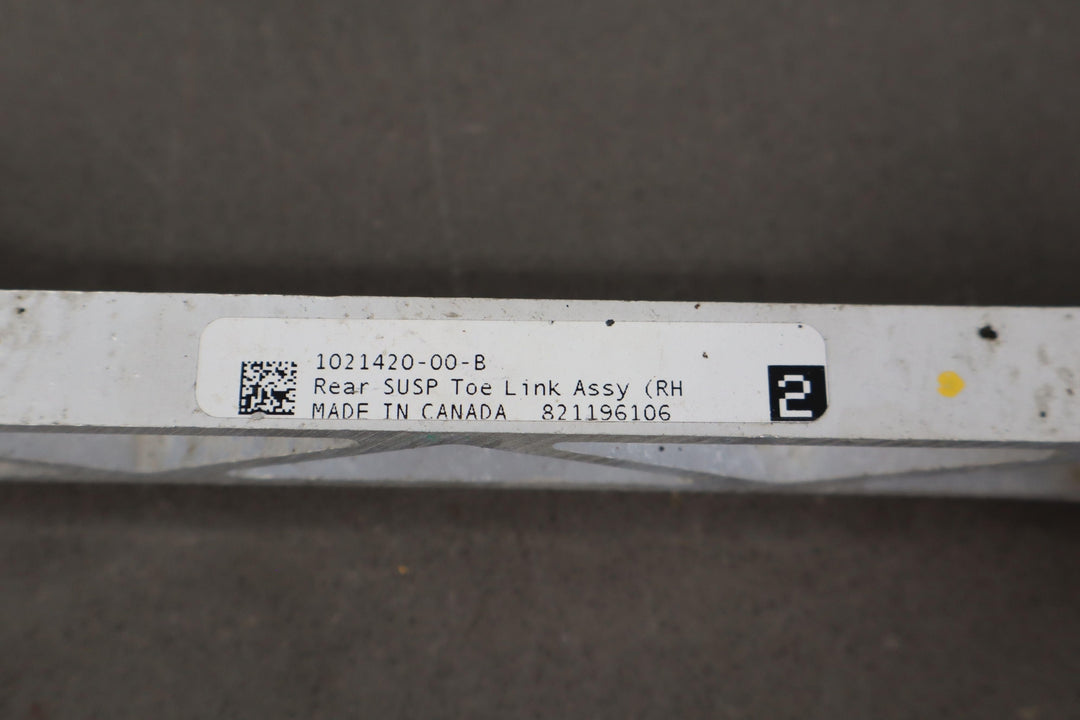 1021420-00-B
Rear SUSP Toe Link Assy (RH
MADE IN CANADA 821196106
2